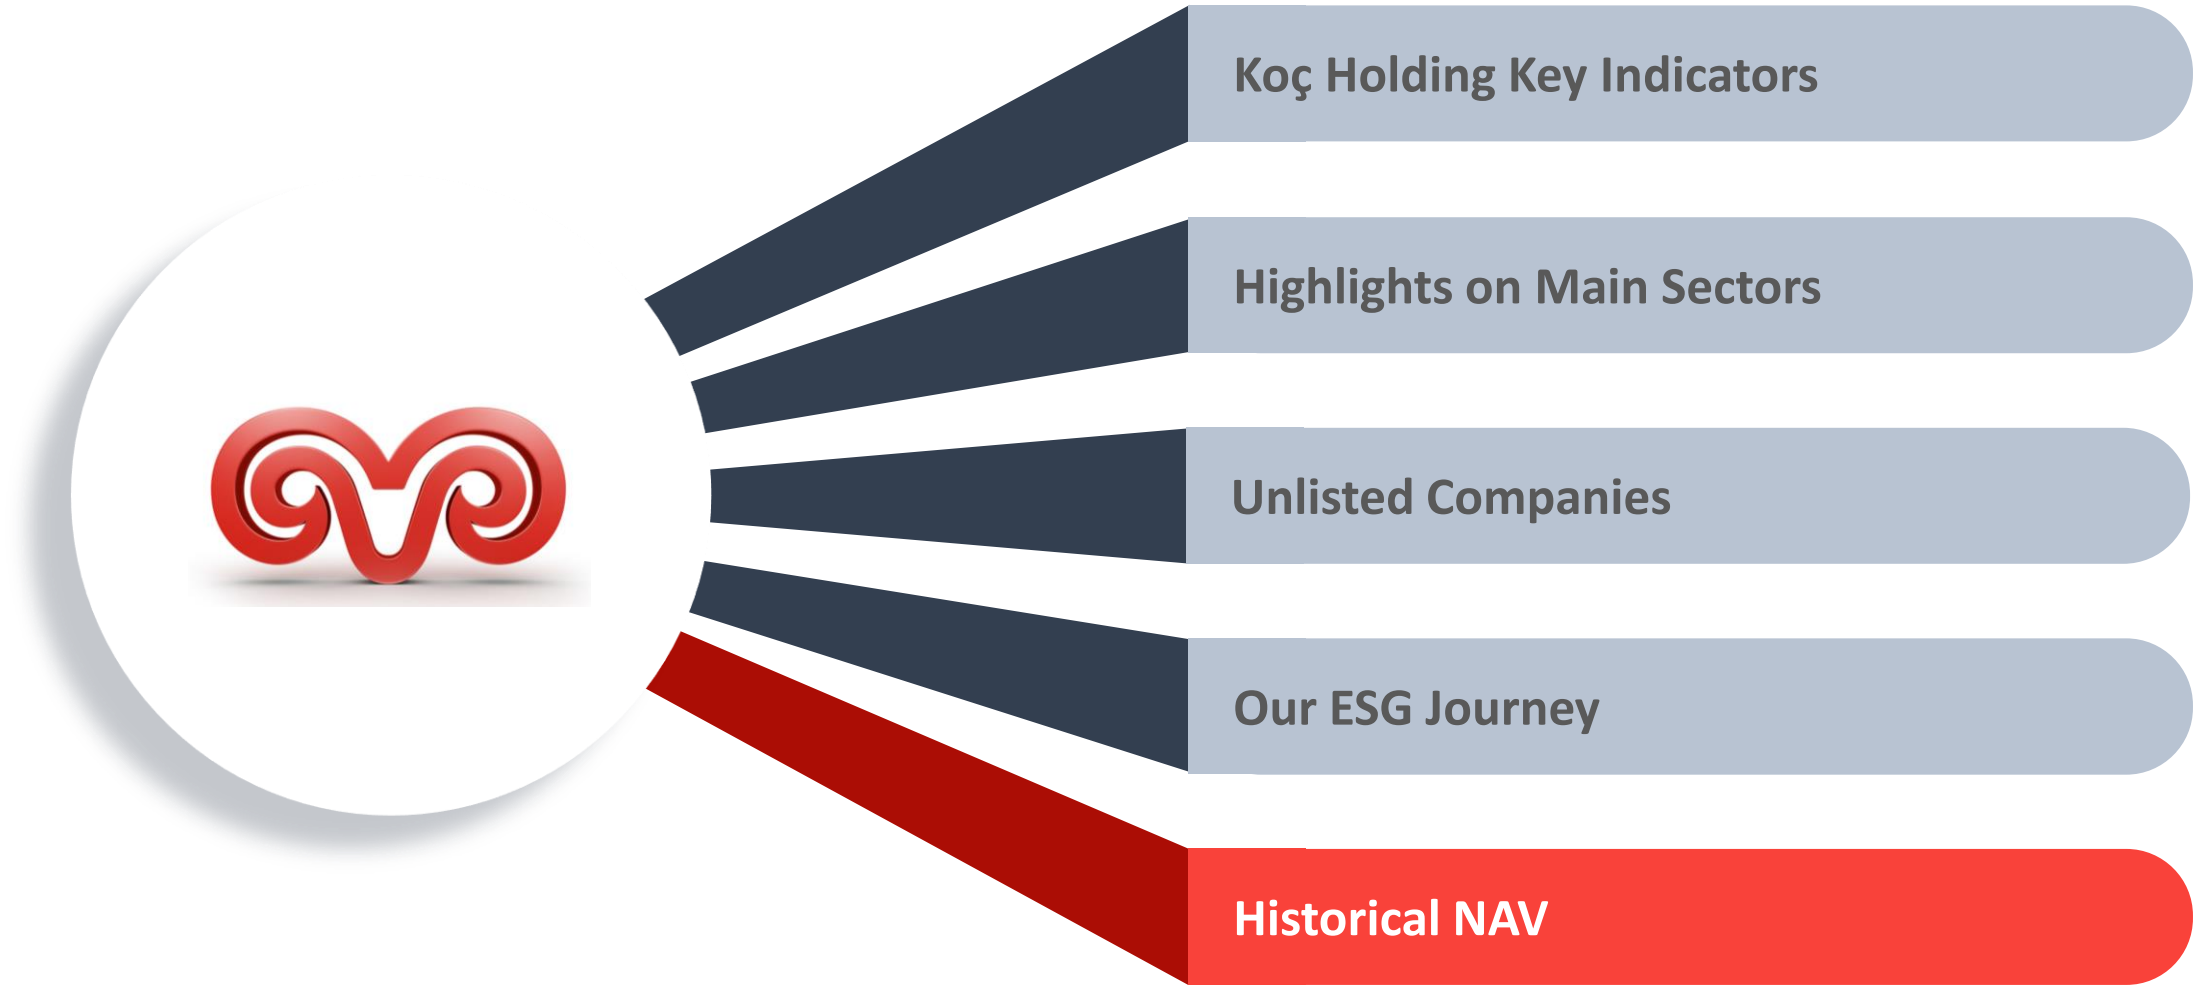 Koç Holding Key Indicators
Highlights on Main Sectors
Unlisted Companies
Our ESG Journey
Historical NAV